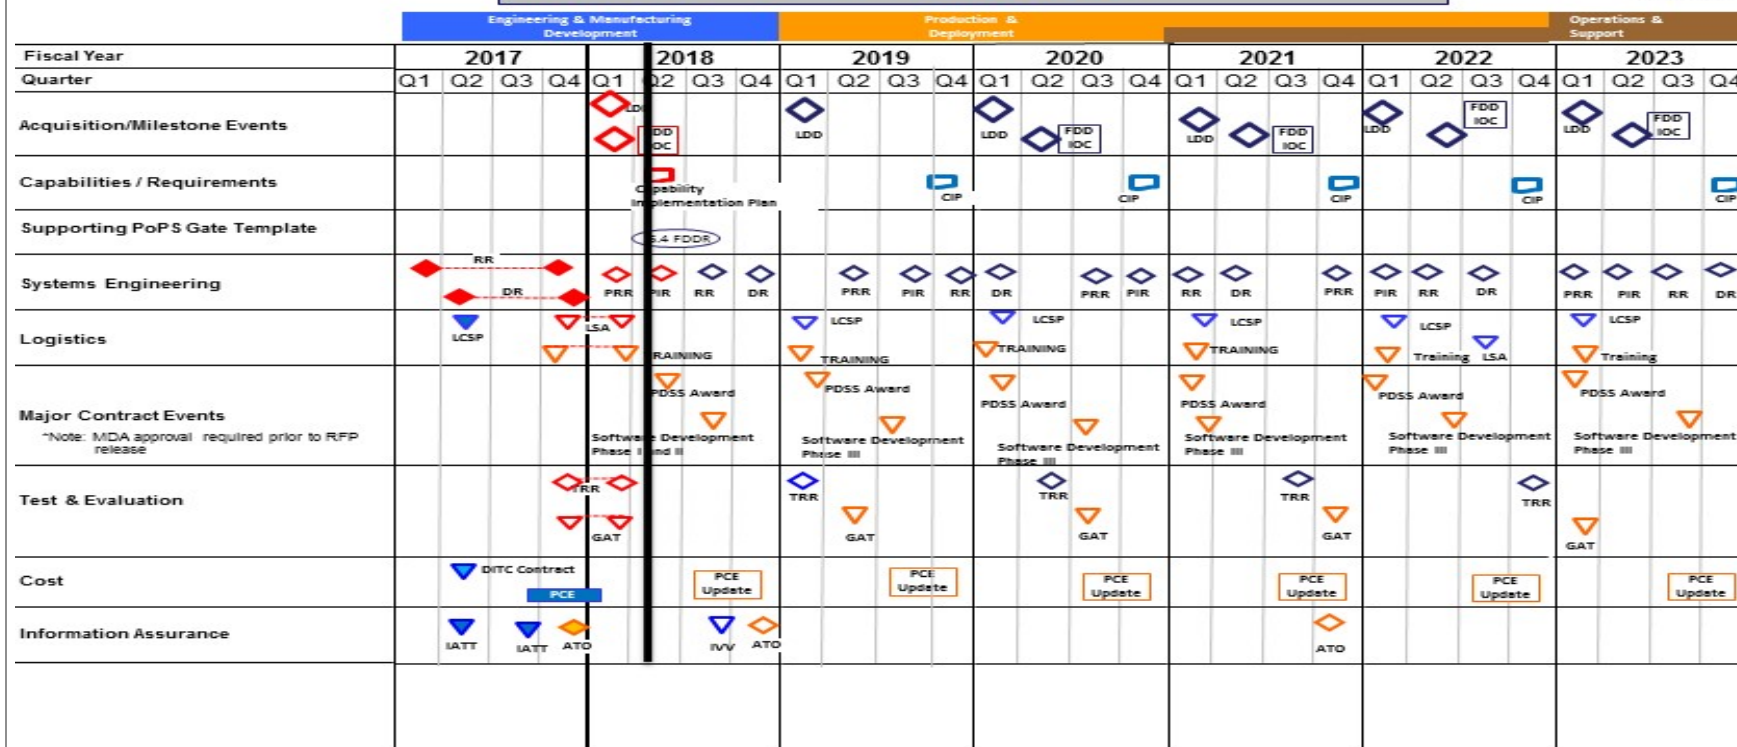 Engineering & Manufacturing
Development
Production &
Deployment
Operations &
Support
Fiscal Year 2017 2018 2019 2020 2021 2022 2023
Quarter Q1 Q2 Q3 Q4 Q1 Q2 Q3 Q4 Q1 Q2 Q3 Q4 Q1 Q2 Q3 Q4 Q1 Q2 Q3 Q4 Q1 Q2 Q3 Q4 Q1 Q2 Q3 Q4
Acquisition/Milestone Events
LDD LDD LDD LDD LDD LDD
FDD FDD FDD FDD FDD
IOC IOC IOC IOC IOC
Capabilities / Requirements
Capability
Implementation Plan
CIP CIP CIP CIP CIP
Supporting PoPS Gate Template
6.4 FDDR
Systems Engineering
RR
DR
PRR PIR RR DR PRR PIR RR DR PRR PIR RR DR PRR PIR RR DR PRR PIR RR DR
Logistics
LCSP LSA LCSP LCSP LCSP LCSP LCSP
TRAINING TRAINING TRAINING TRAINING Training LSA Training
Major Contract Events
*Note: MDA approval required prior to RFP
release
PDSS Award PDSS Award PDSS Award PDSS Award PDSS Award PDSS Award
Software Development Software Development Software Development Software Development Software Development Software Development
Phase I and II Phase III Phase III Phase III Phase III Phase III
Test & Evaluation
TRR TRR TRR TRR TRR
GAT GAT GAT GAT GAT
Cost
DITC Contract
PCE
PCE PCE PCE PCE PCE PCE
Update Update Update Update Update Update
Information Assurance
IATT IATT ATO IVV ATO ATO